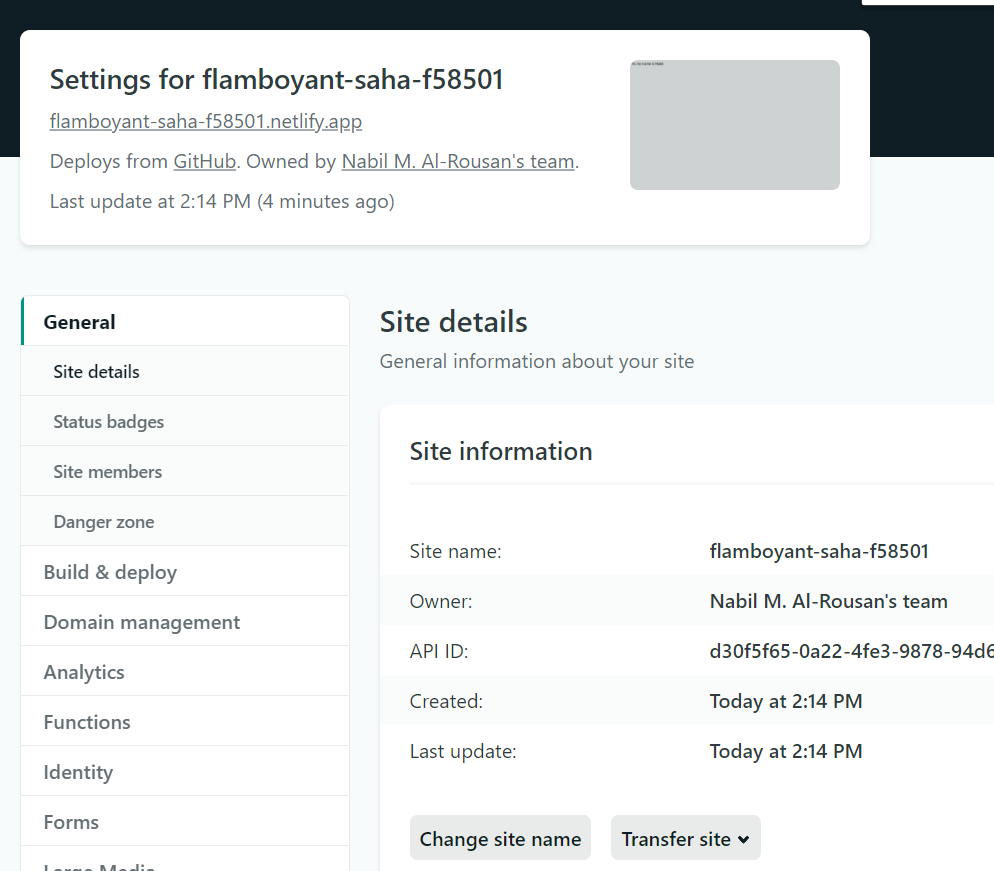 Settings for flamboyant-saha-f58501
flamboyant-saha-f58501.netlify.app
Deploys from GitHub. Owned by Nabil M. Al-Rousan's team.
Last update at 2:14 PM (4 minutes ago)
General
Site details
Status badges
Site members
Danger zone
Build & deploy
Domain management
Analytics
Functions
Identity
Forms
Large Media
Site details
General information about your site
Site information
Site name: flamboyant-saha-f58501
Owner: Nabil M. Al-Rousan's team
API ID: d30f5f65-0a22-4fe3-9878-94d6
Created: Today at 2:14 PM
Last update: Today at 2:14 PM
Change site name Transfer site